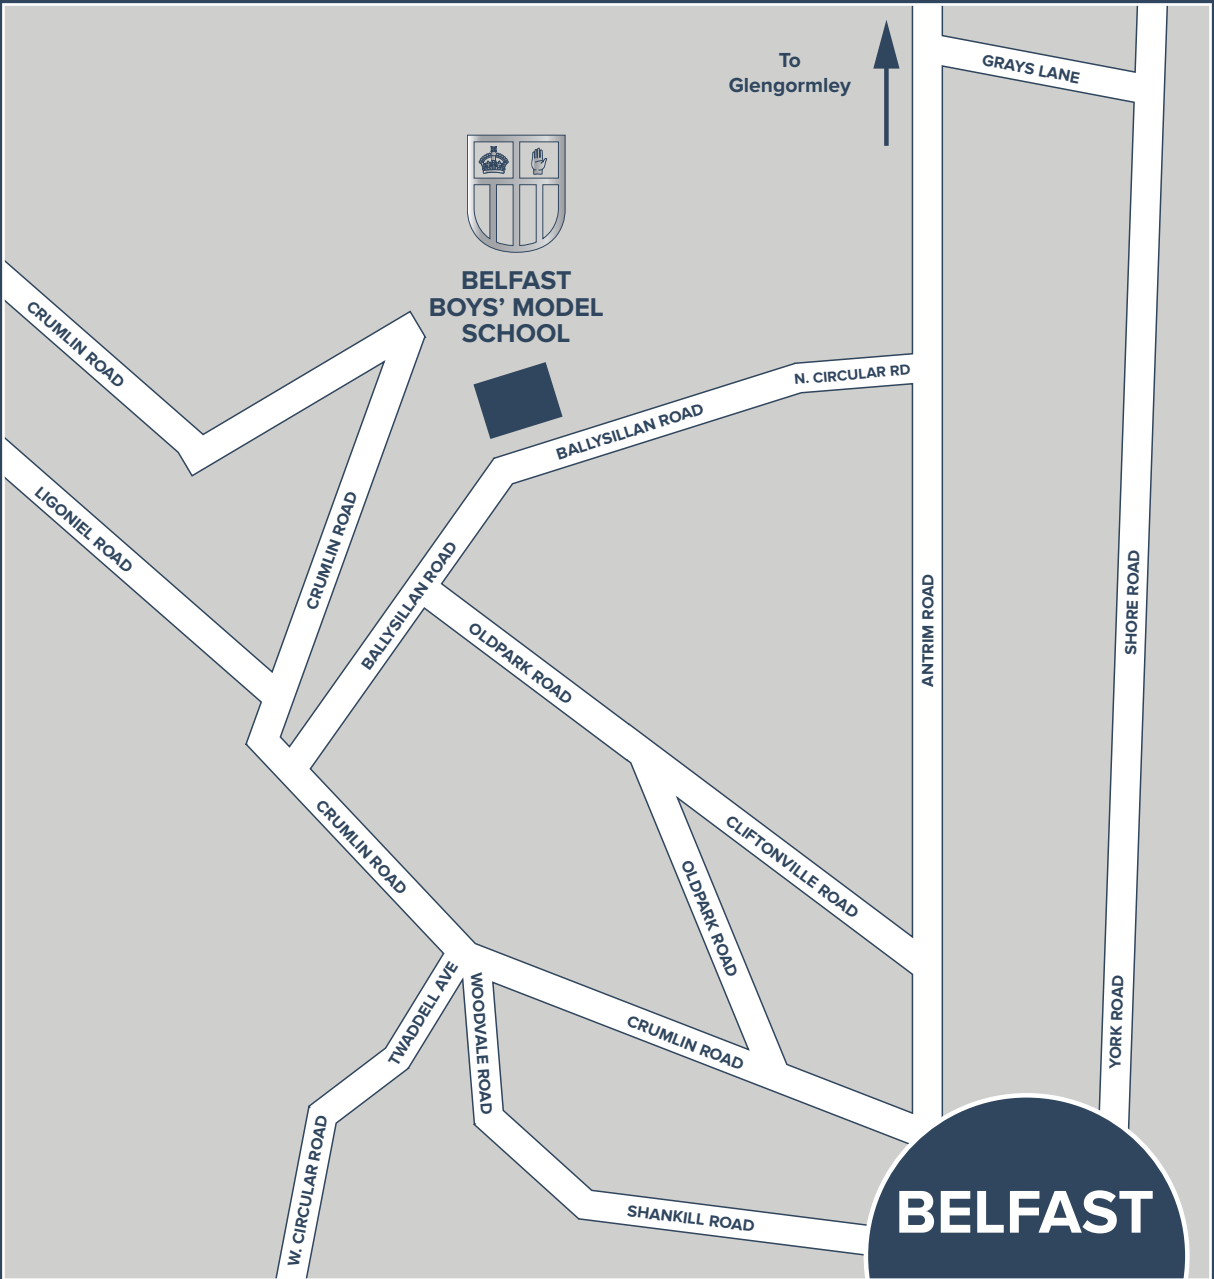 To
Glengormley
GRAYS LANE
BELFAST
BOYS’ MODEL
SCHOOL
CRUMLIN ROAD
N. CIRCULAR RD
BALLYSILLAN ROAD
LIGONIEL ROAD
CRUMLIN ROAD
BALLYSILLAN ROAD
OLDPARK ROAD
ANTRIM ROAD
SHORE ROAD
CRUMLIN ROAD
CLIFTONVILLE ROAD
OLDPARK ROAD
TWADDELL AVE
WOODVALE ROAD
CRUMLIN ROAD
YORK ROAD
W. CIRCULAR ROAD
SHANKILL ROAD
BELFAST